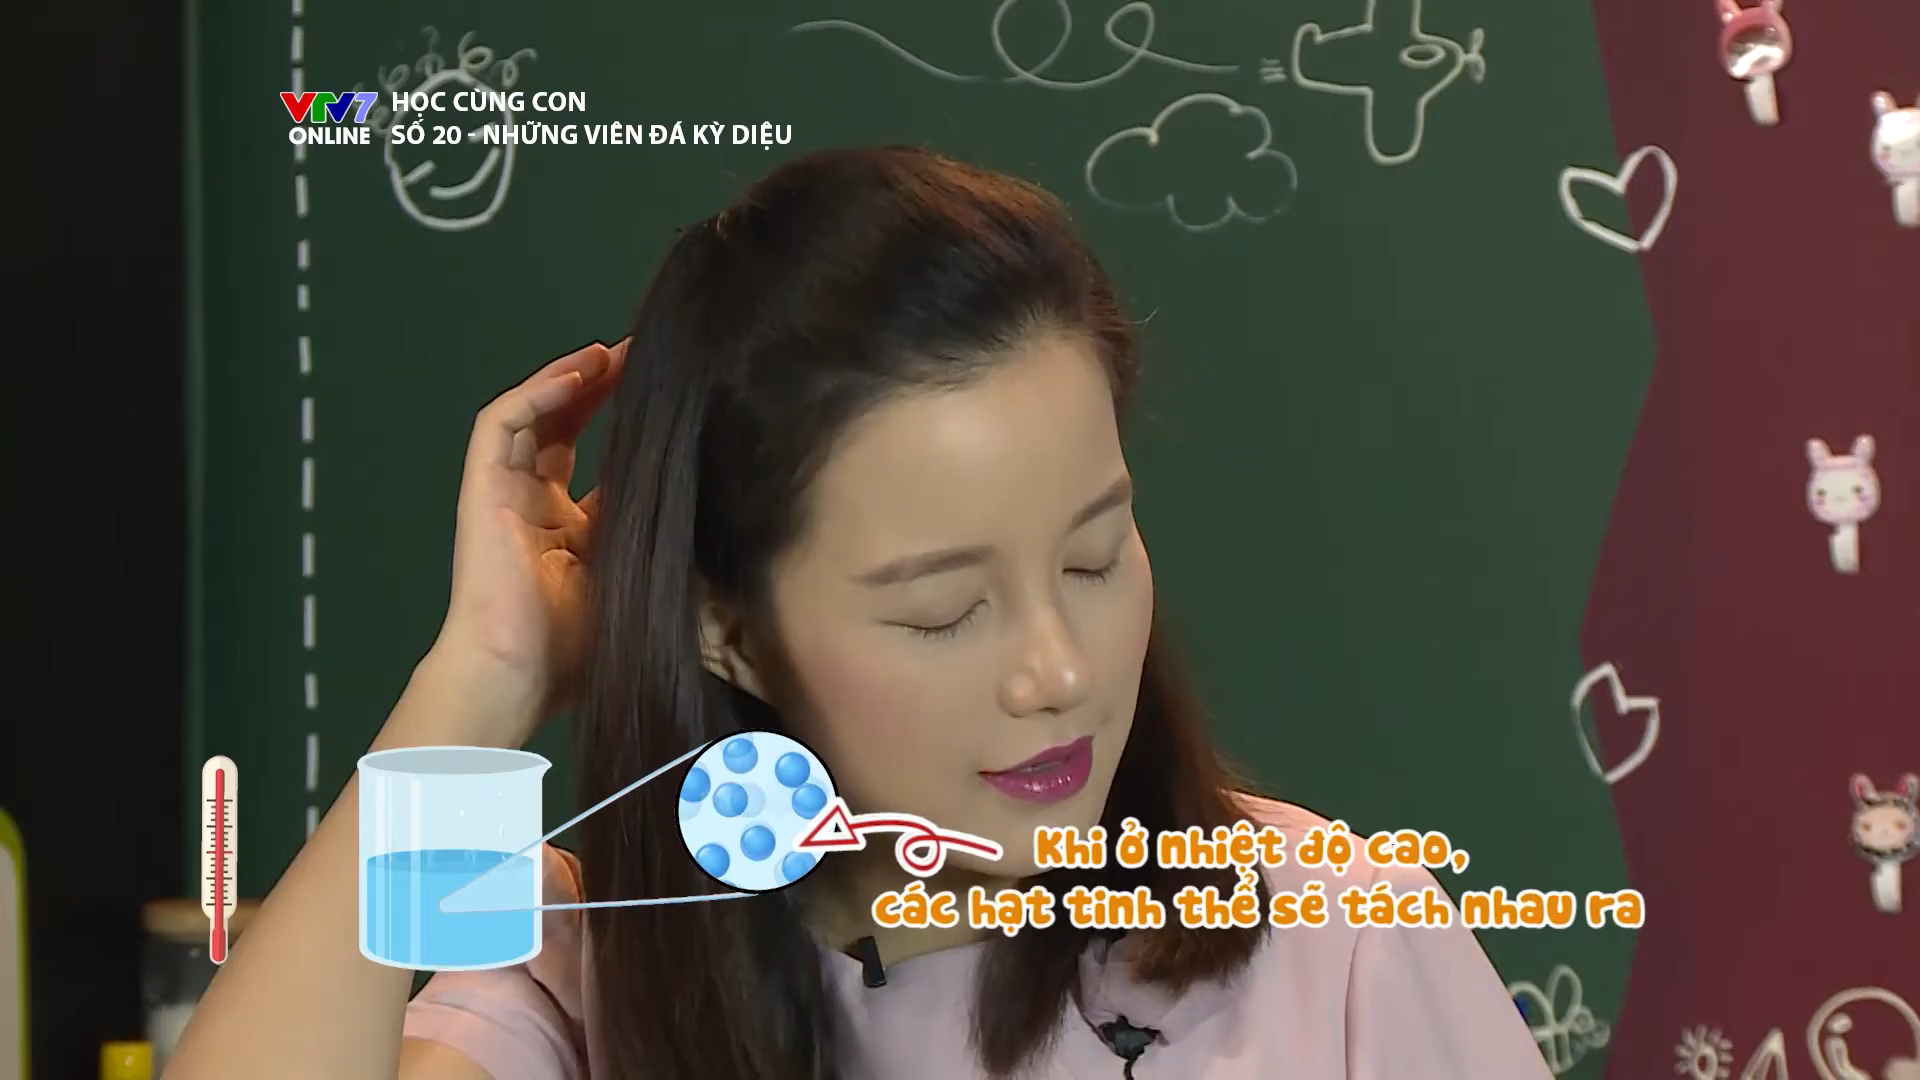 VTV7 HỌC CÙNG CON
ONLINE SỐ 20 - NHỮNG VIÊN ĐÁ KỲ DIỆU
Khi ở nhiệt độ cao,
các hạt tinh thể sẽ tách nhau ra